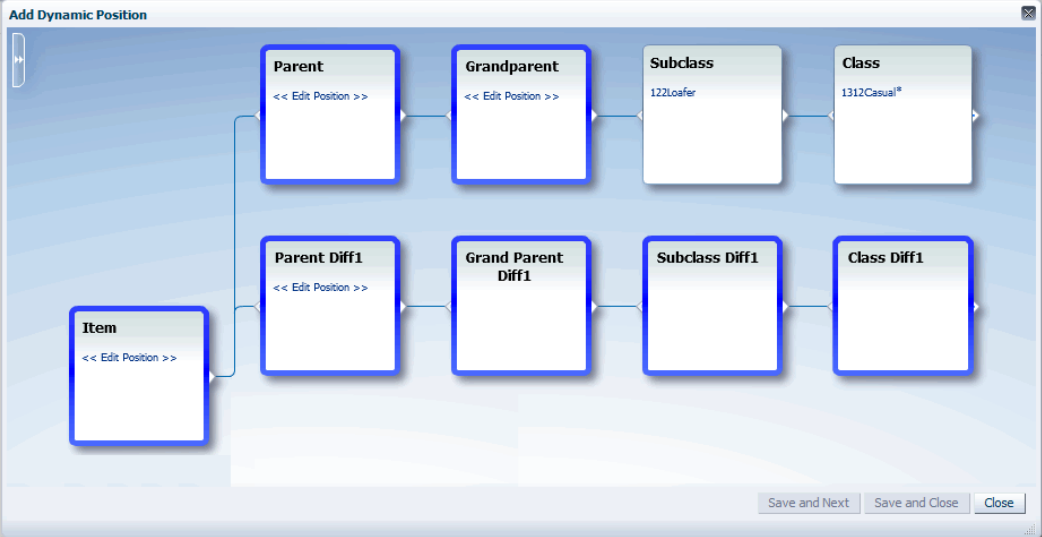 Add Dynamic Position
Parent
<< Edit Position >>
Grandparent
<< Edit Position >>
Subclass
122Loafer
Class
1312Casual*
Parent Diff1
<< Edit Position >>
Grand Parent
Diff1
Subclass Diff1
Class Diff1
Item
<< Edit Position >>
Save and Next
Save and Close
Close